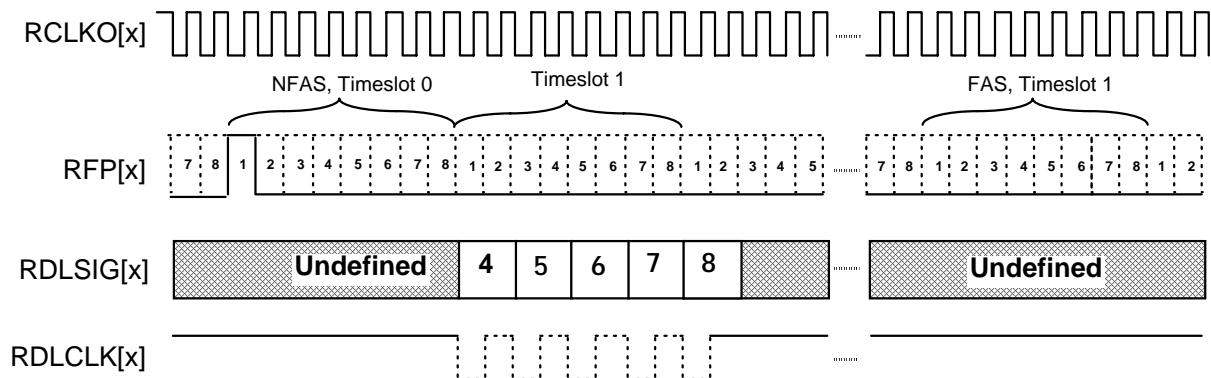 RCLKO[x]
NFAS, Timeslot 0
Timeslot 1
FAS, Timeslot 1
RFP[x]
7 8 1 2 3 4 5 6 7 8 1 2 3 4 5 6 7 8 1 2 3 4 5
7 8 1 2 3 4 5 6 7 8 1 2
RDLSIG[x]
Undefined 4 5 6 7 8
Undefined
RDLCLK[x]